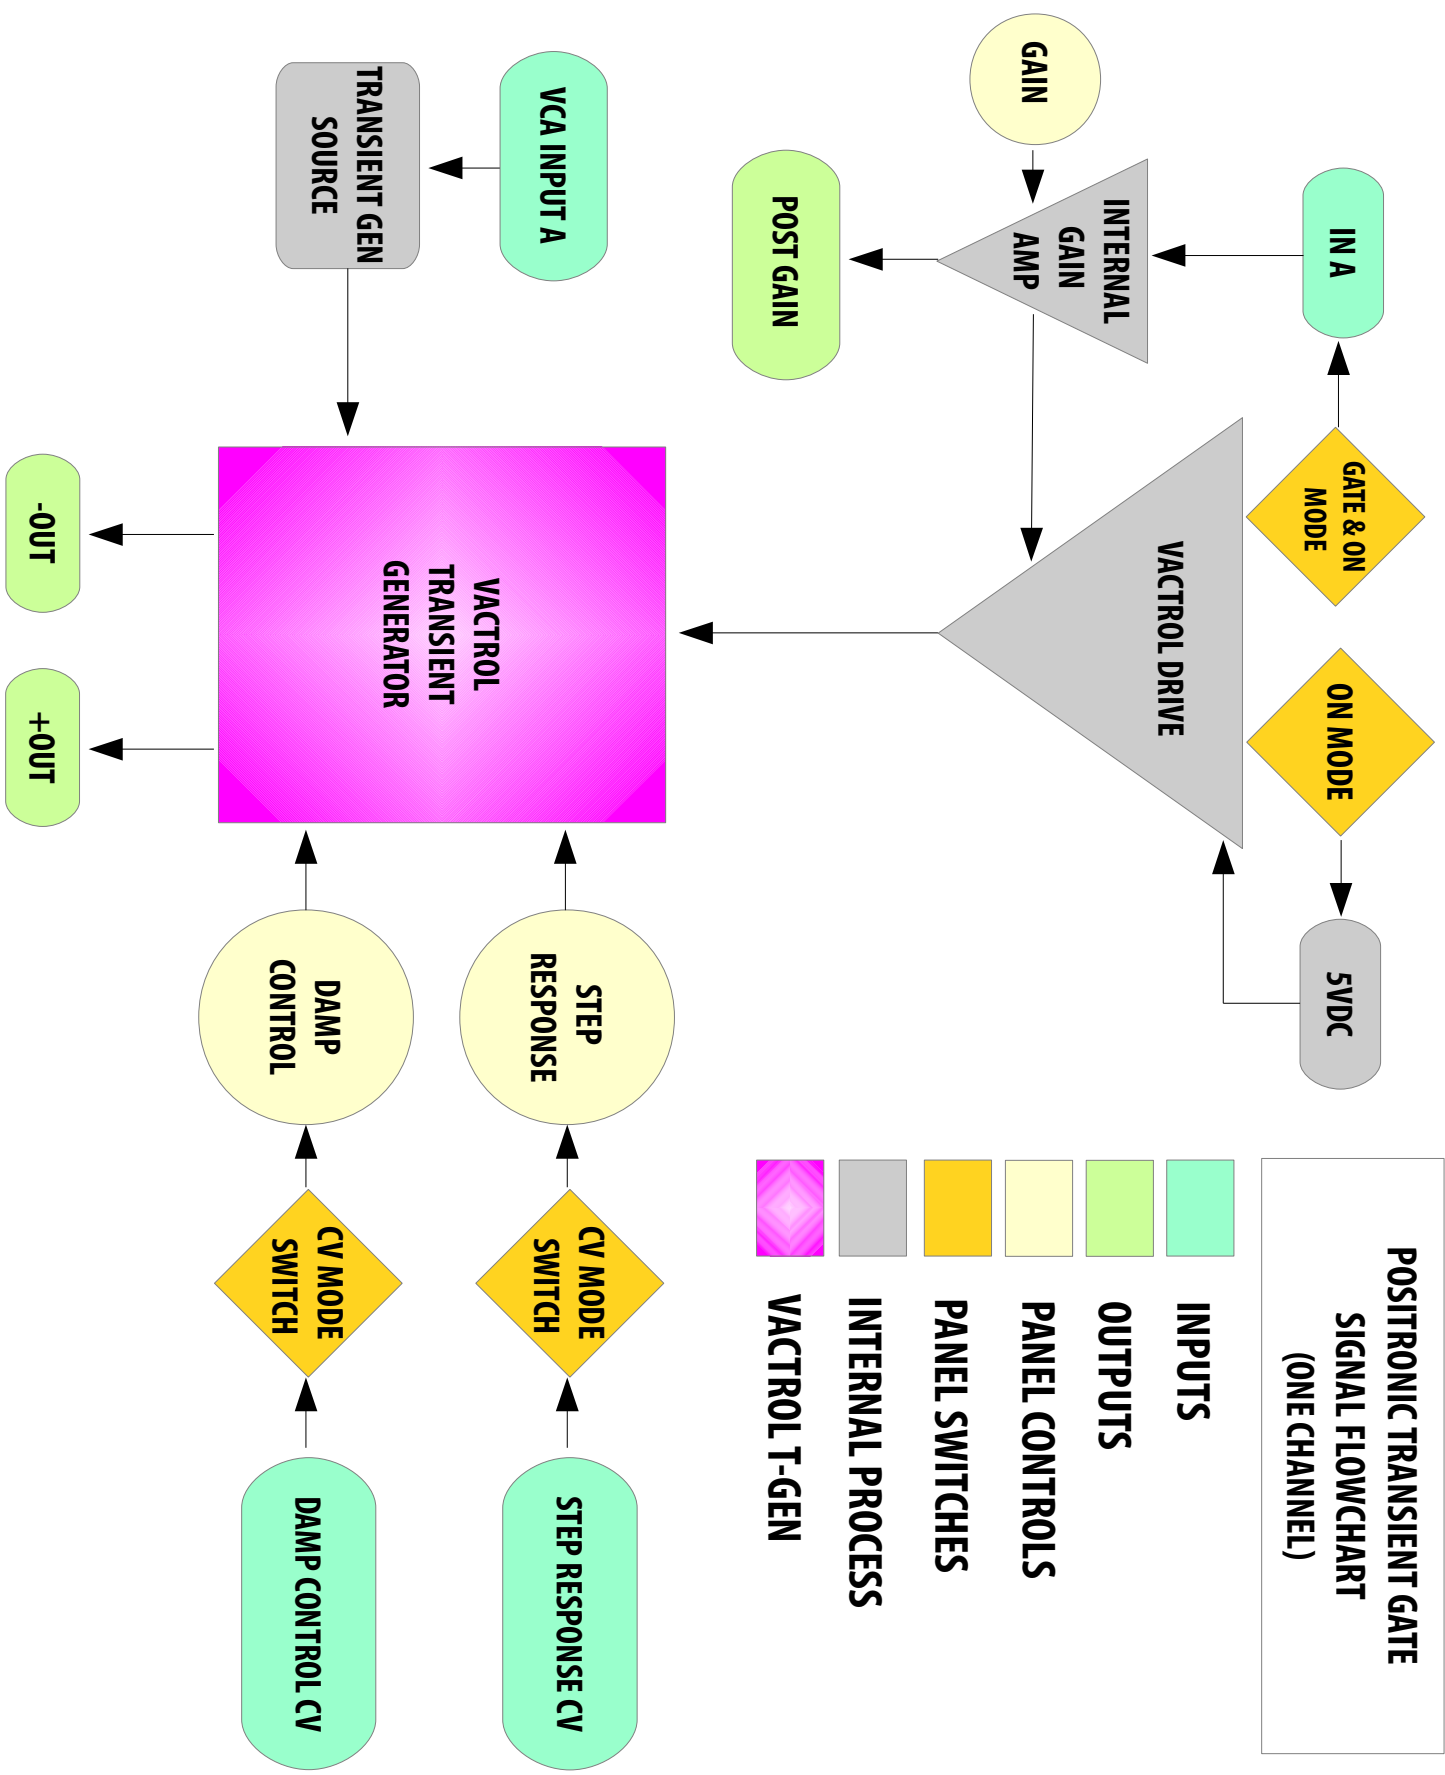 IN A
GATE & ON
MODE
ON MODE
5VDC
POSITRONIC TRANSIENT GATE
SIGNAL FLOWCHART
(ONE CHANNEL)
GAIN
INTERNAL
GAIN
AMP
VACTROL DRIVE
INPUTS
OUTPUTS
PANEL CONTROLS
PANEL SWITCHES
INTERNAL PROCESS
VACTROL T-GEN
POST GAIN
VCA INPUT A
TRANSIENT GEN
SOURCE
VACTROL
TRANSIENT
GENERATOR
STEP
RESPONSE
CV MODE
SWITCH
STEP RESPONSE CV
DAMP
CONTROL
CV MODE
SWITCH
DAMP CONTROL CV
-OUT
+OUT